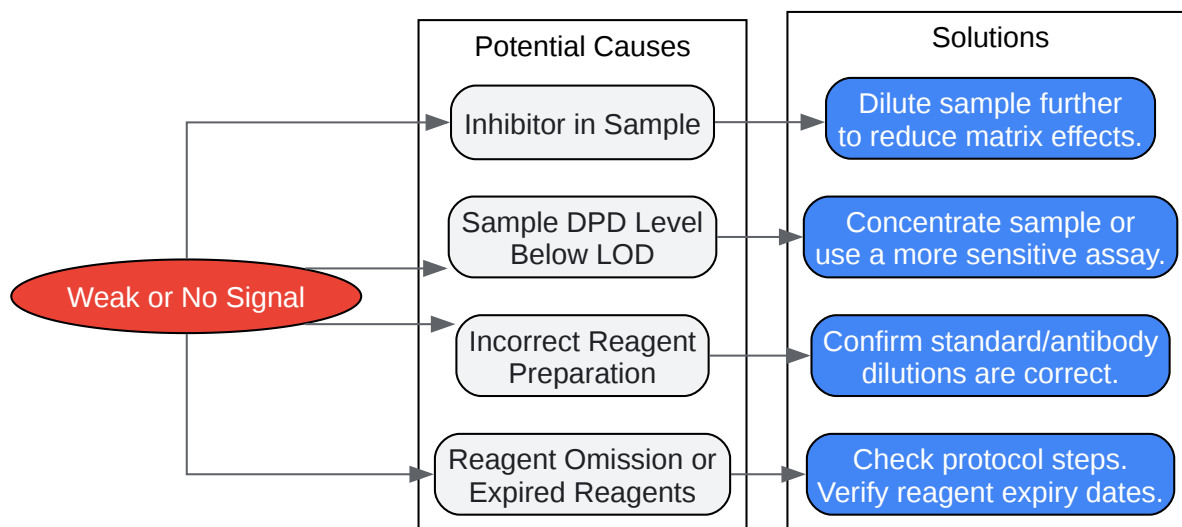 Potential Causes
Solutions
Weak or No Signal
Inhibitor in Sample
Dilute sample further
to reduce matrix effects.
Sample DPD Level
Below LOD
Concentrate sample or
use a more sensitive assay.
Incorrect Reagent
Preparation
Confirm standard/antibody
dilutions are correct.
Reagent Omission or
Expired Reagents
Check protocol steps.
Verify reagent expiry dates.